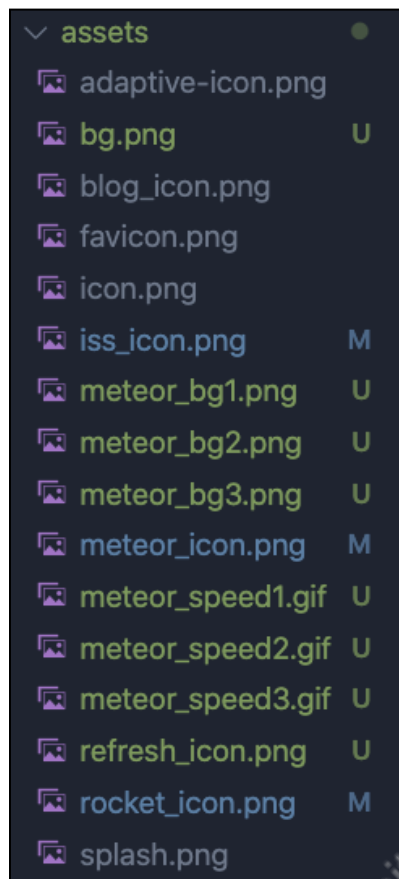 assets
adaptive-icon.png
bg.png U
blog_icon.png
favicon.png
icon.png
iss_icon.png M
meteor_bg1.png U
meteor_bg2.png U
meteor_bg3.png U
meteor_icon.png M
meteor_speed1.gif U
meteor_speed2.gif U
meteor_speed3.gif U
refresh_icon.png U
rocket_icon.png M
splash.png